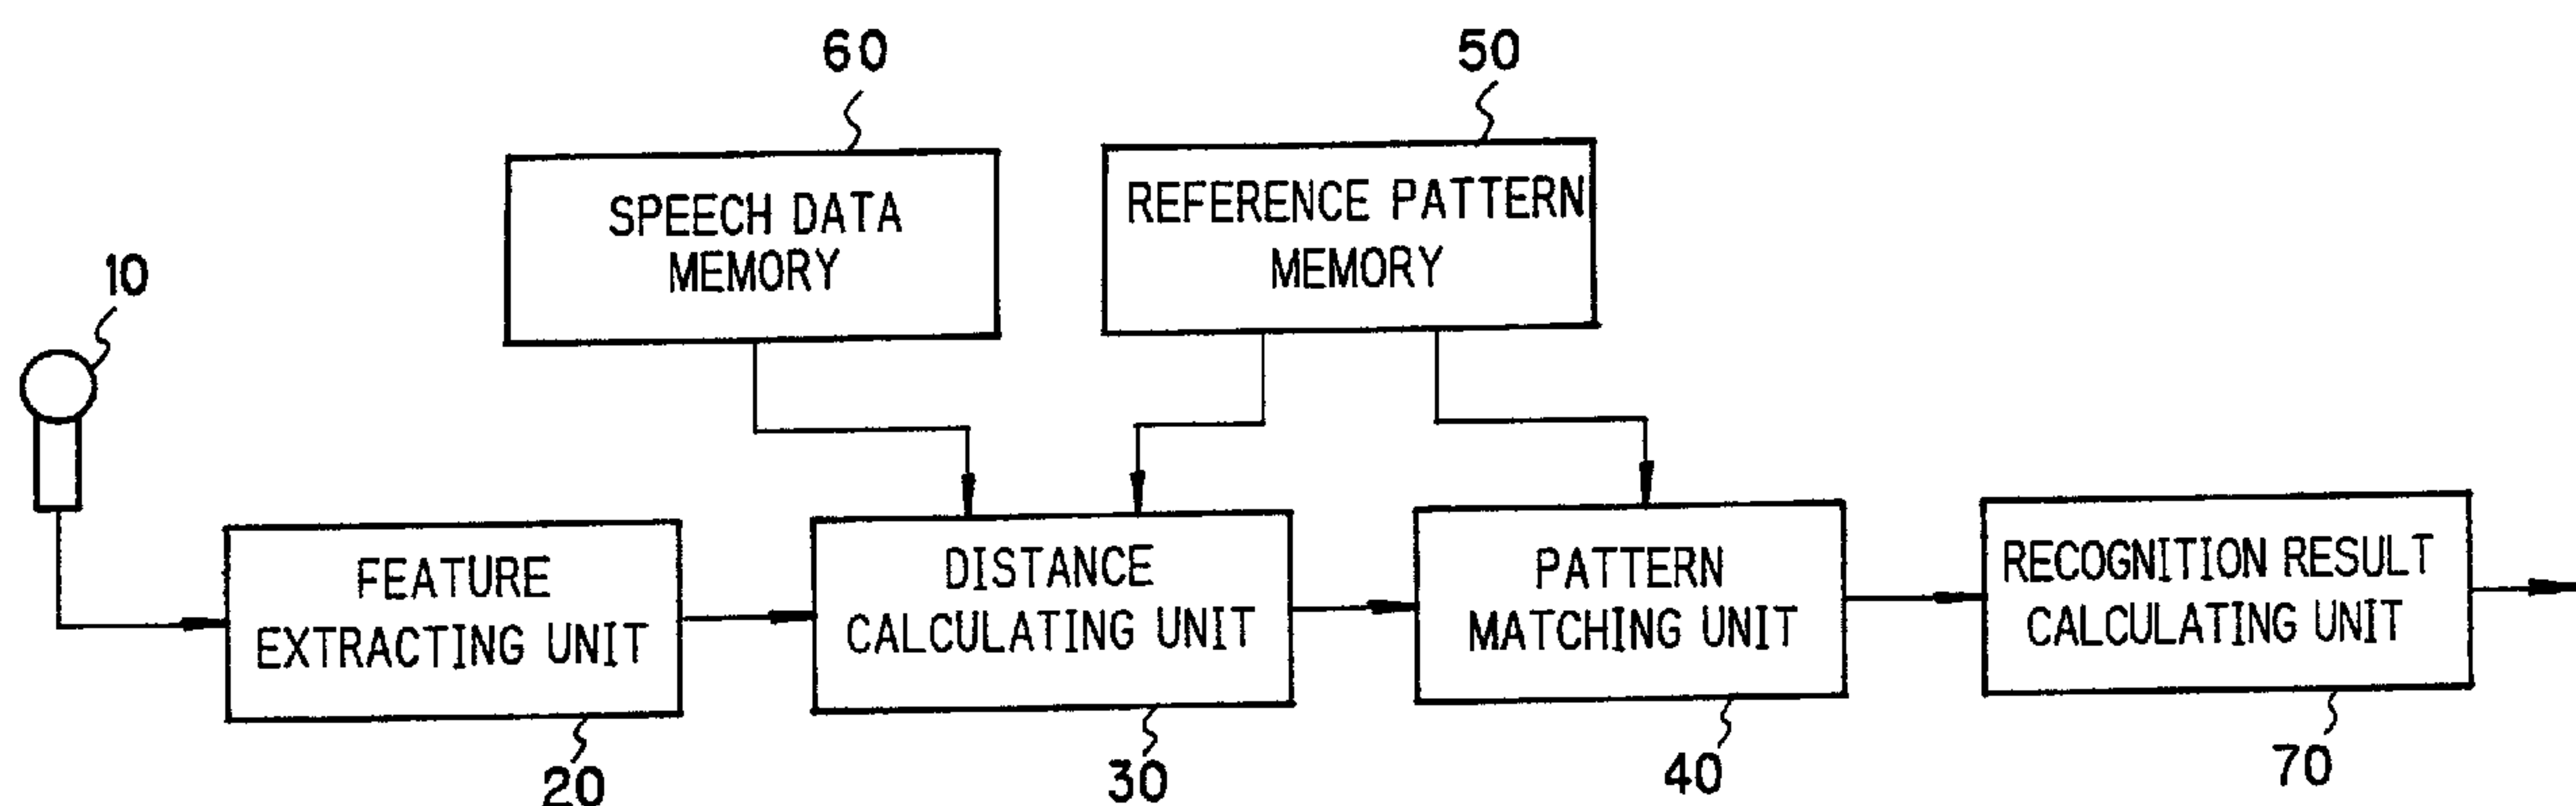 60
50
SPEECH DATA
MEMORY
REFERENCE PATTERN
MEMORY
10
FEATURE
EXTRACTING UNIT
DISTANCE
CALCULATING UNIT
PATTERN
MATCHING UNIT
RECOGNITION RESULT
CALCULATING UNIT
20
30
40
70